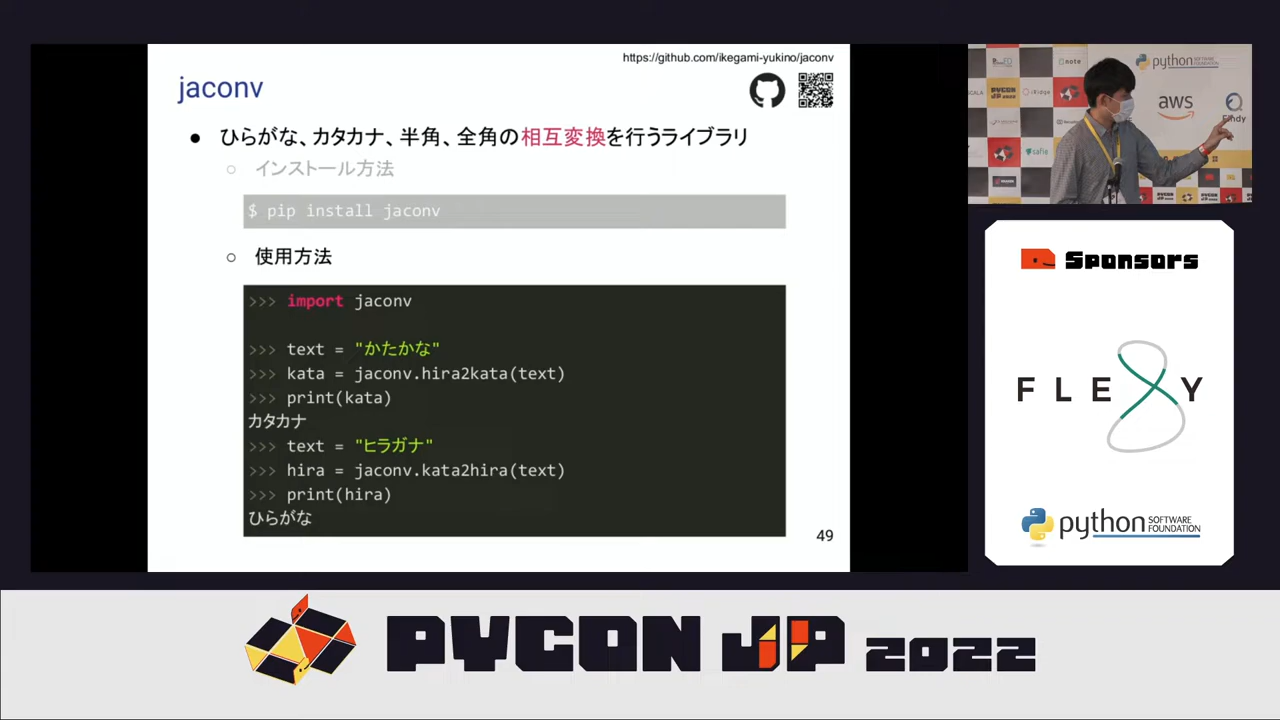 https://github.com/ikegami-yukino/jaconv
jaconv
● ひらがな、カタカナ、半角、全角の相互変換を行うライブラリ
○ インストール方法
$ pip install jaconv
○ 使用方法
>>> import jaconv
>>> text = "かたかな"
>>> kata = jaconv.hira2kata(text)
>>> print(kata)
カタカナ
>>> text = "ヒラガナ"
>>> hira = jaconv.kata2hira(text)
>>> print(hira)
ひらがな
49
note
python
aws
Findy
Sponsors
FLEXY
python SOFTWARE FOUNDATION
PYCON JP 2022